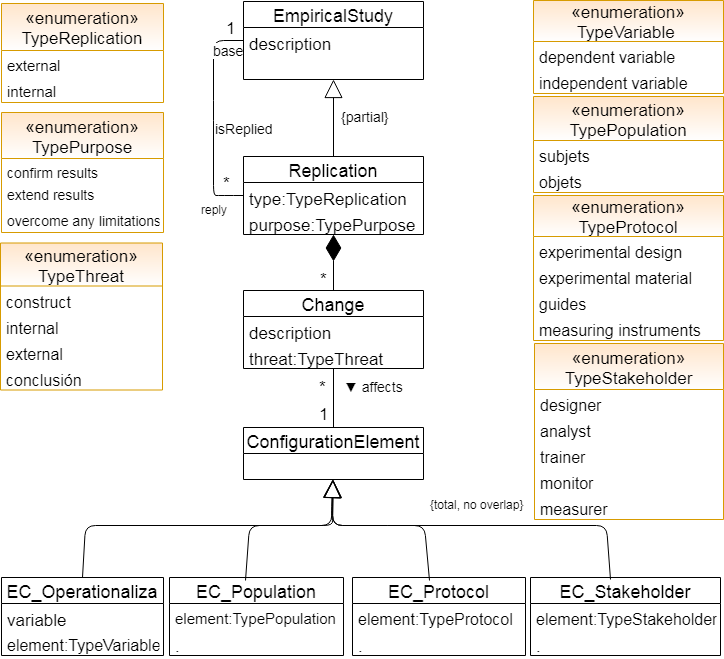 «enumeration»
TypeReplication
external
internal
«enumeration»
TypePurpose
confirm results
extend results
overcome any limitations
«enumeration»
TypeThreat
construct
internal
external
conclusión
EmpiricalStudy
description
1
base
isReplied
*
reply
{partial}
Replication
type:TypeReplication
purpose:TypePurpose
*
Change
description
threat:TypeThreat
*
▼ affects
1
ConfigurationElement
{total, no overlap}
«enumeration»
TypeVariable
dependent variable
independent variable
«enumeration»
TypePopulation
subjets
objets
«enumeration»
TypeProtocol
experimental design
experimental material
guides
measuring instruments
«enumeration»
TypeStakeholder
designer
analyst
trainer
monitor
measurer
EC_Operationaliza
variable
element:TypeVariable
EC_Population
element:TypePopulation
.
EC_Protocol
element:TypeProtocol
.
EC_Stakeholder
element:TypeStakeholder
.